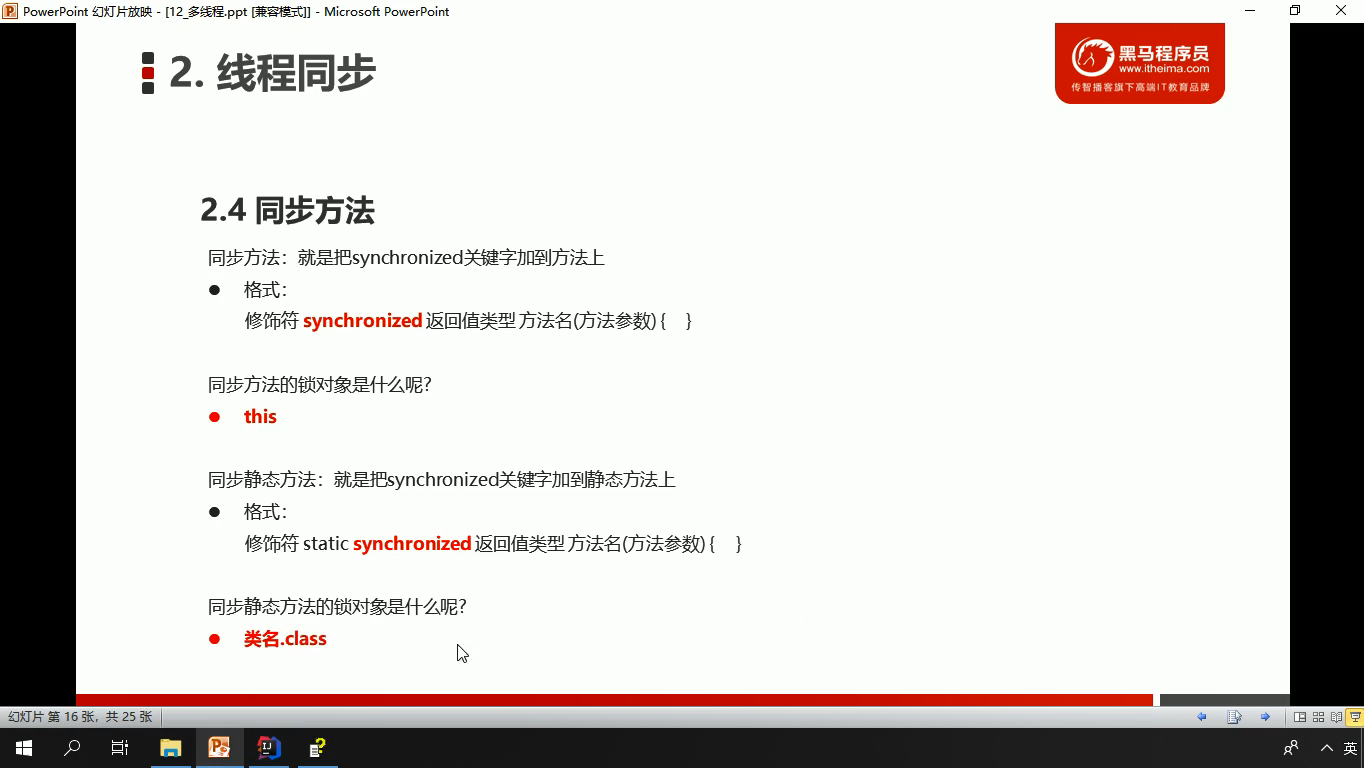 PowerPoint 幻灯片放映 - [12_多线程.ppt [兼容模式]] - Microsoft PowerPoint
2. 线程同步
黑马程序员
www.itheima.com
传智播客旗下高端IT教育品牌
2.4 同步方法
同步方法：就是把synchronized关键字加到方法上
● 格式：
修饰符 synchronized 返回值类型 方法名(方法参数) { }
同步方法的锁对象是什么呢?
● this
同步静态方法：就是把synchronized关键字加到静态方法上
● 格式：
修饰符 static synchronized 返回值类型 方法名(方法参数) { }
同步静态方法的锁对象是什么呢?
● 类名.class
幻灯片 第 16 张，共 25 张
英